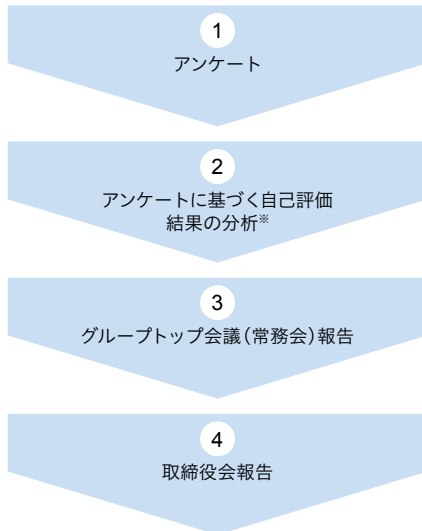 1
アンケート
2
アンケートに基づく自己評価
結果の分析※
3
グループトップ会議(常務会)報告
4
取締役会報告